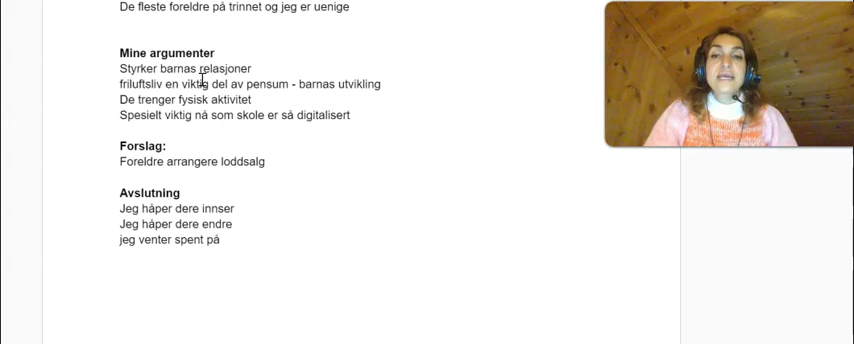 De fleste foreldre på trinnet og jeg er uenige
Mine argumenter
Styrker barnas relasjoner
friluftsliv en viktig del av pensum - barnas utvikling
De trenger fysisk aktivitet
Spesielt viktig nå som skole er så digitalisert
Forslag:
Foreldre arrangere loddsalg
Avslutning
Jeg håper dere innser
Jeg håper dere endre
jeg venter spent på